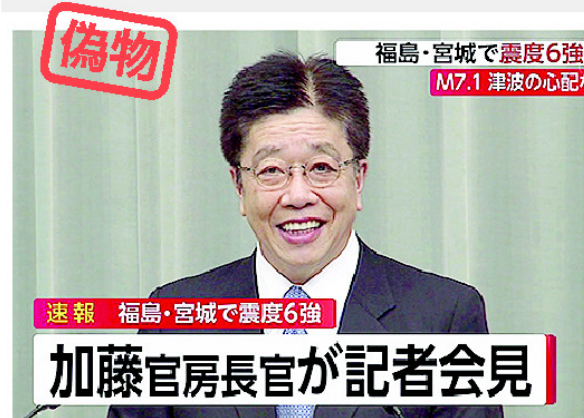 偽物
福島・宮城で震度6強
M7.1 津波の心配
速報 福島・宮城で震度6強
加藤官房長官が記者会見